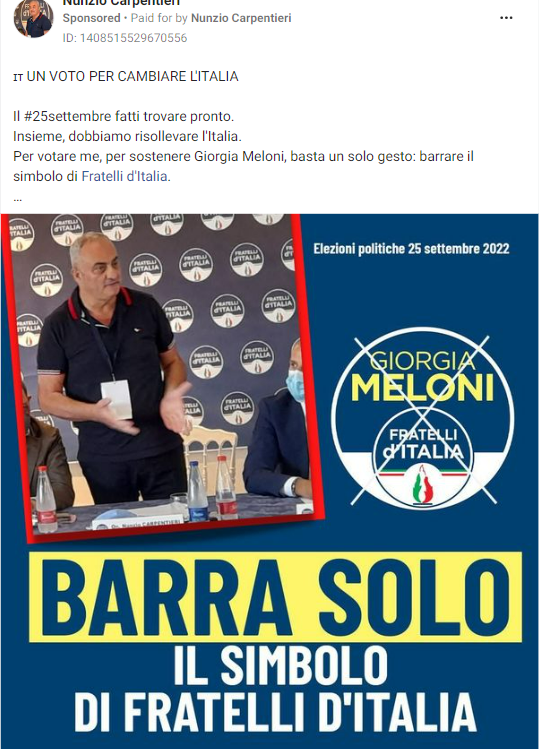 Nunzio Carpentieri
Sponsored • Paid for by Nunzio Carpentieri
ID: 1408515529670556
IT UN VOTO PER CAMBIARE L'ITALIA
Il #25settembre fatti trovare pronto.
Insieme, dobbiamo risollevare l'Italia.
Per votare me, per sostenere Giorgia Meloni, basta un solo gesto: barrare il
simbolo di Fratelli d'Italia.
...
Elezioni politiche 25 settembre 2022
GIORGIA
MELONI
FRATELLI
d'ITALIA
FRATELLI
d'ITALIA
On. Nunzio CARPENTIERI
BARRA SOLO
IL SIMBOLO
DI FRATELLI D'ITALIA